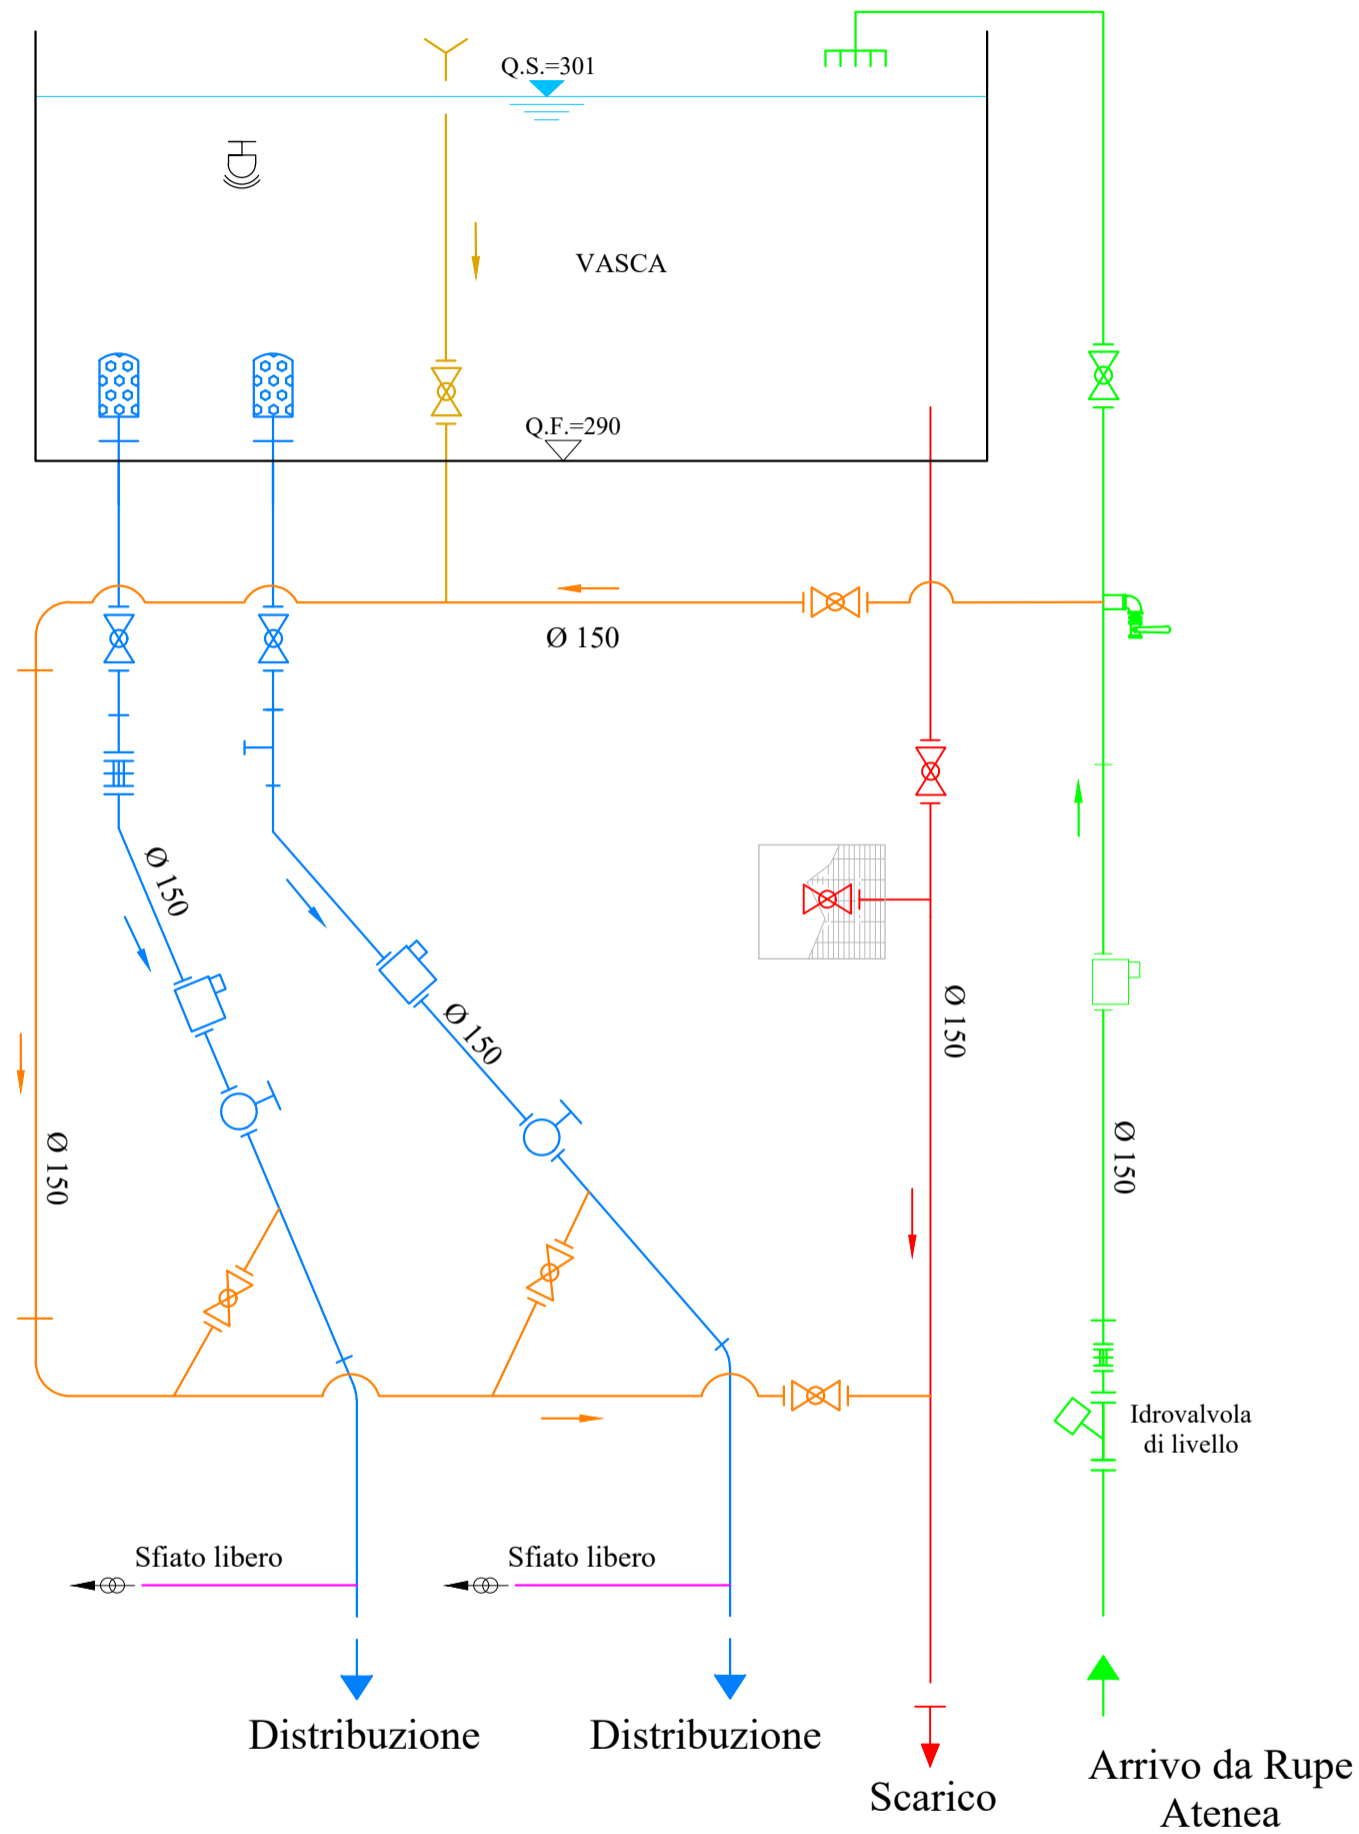 Q.S.=301
VASCA
Q.F.=290
Ø 150
Ø 150
Ø 150
Ø 150
Ø 150
Ø 150
Idrovalvola
di livello
Sfiato libero
Sfiato libero
Distribuzione
Distribuzione
Scarico
Arrivo da Rupe
Atenea